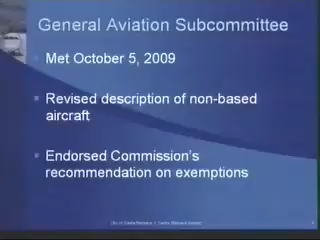 General Aviation Subcommittee
Met October 5, 2009
Revised description of non-based
aircraft
Endorsed Commission's
recommendation on exemptions